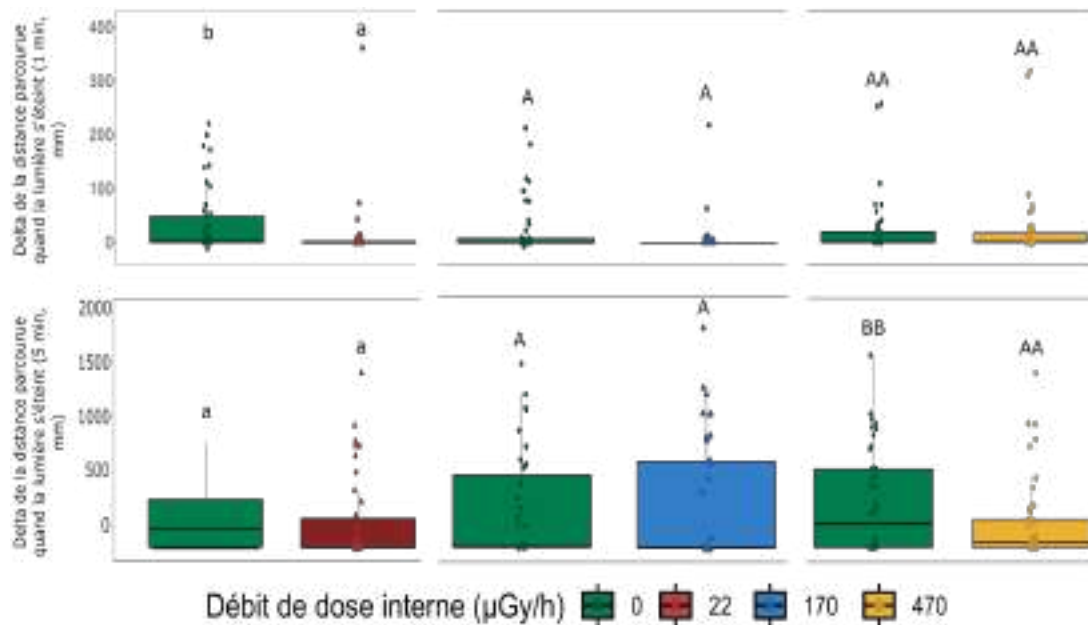 Delta de la distance parcourue
quand la lumière s'éteint (1 min,
mm)
400
300
200
100
0
b
a
A
A
AA
AA
Delta de la distance parcourue
quand la lumière s'éteint (5 min,
mm)
2000
1500
1000
500
0
a
a
A
A
BB
AA
Débit de dose interne (µGy/h) 0 22 170 470